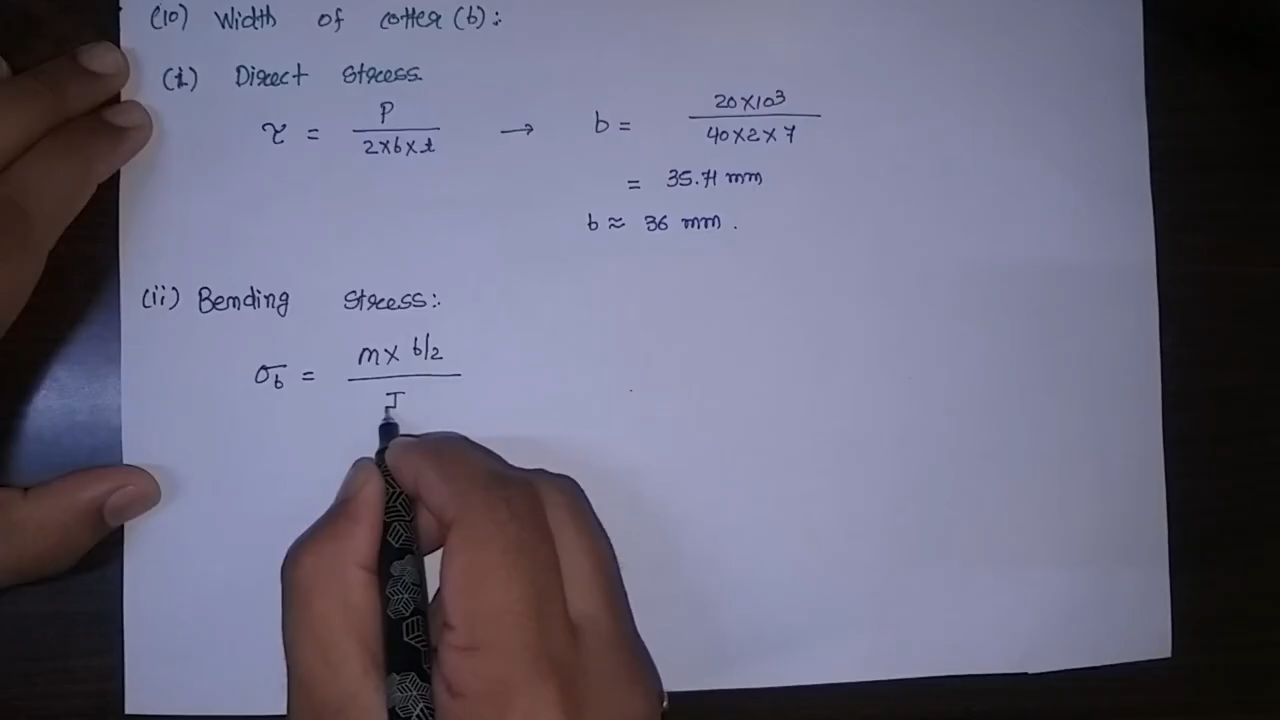 (10) Width of cotter (b):
(i) Direct stress
τ = P / 2×b×t → b = 20×10³ / 40×2×7
= 35.71 mm
b ≈ 36 mm.
(ii) Bending stress:
σb = m× b/2 / I